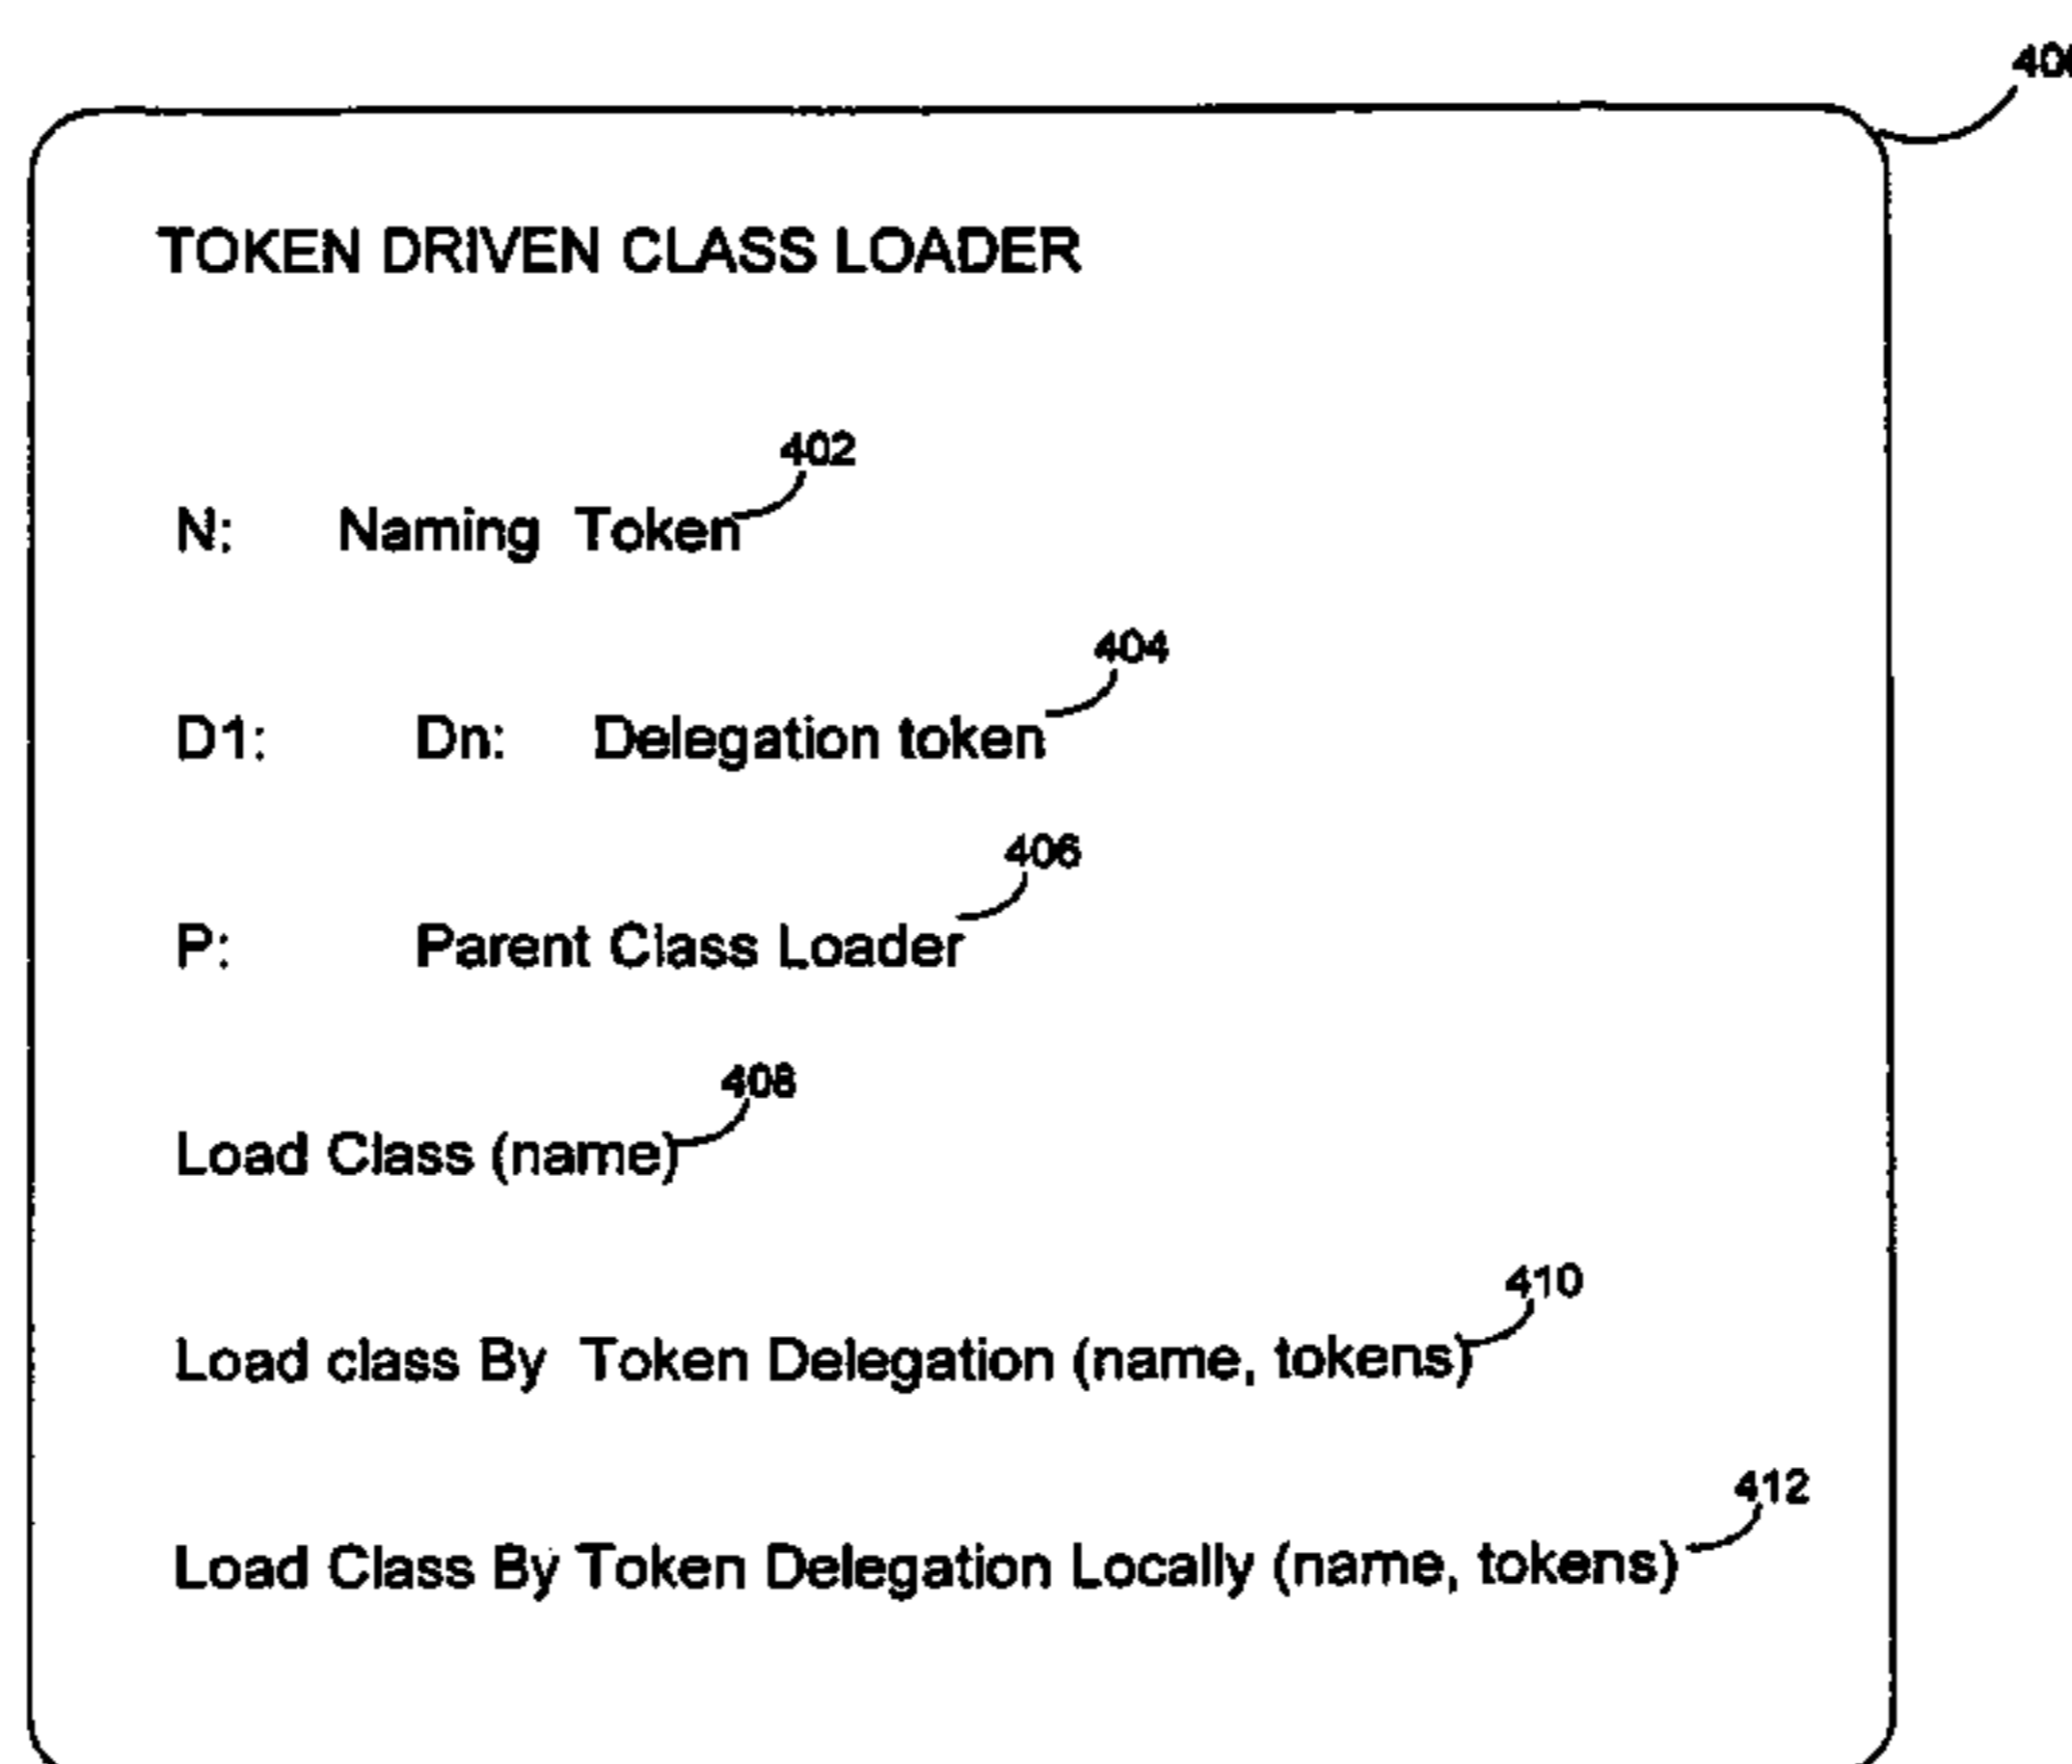 TOKEN DRIVEN CLASS LOADER
402
N: Naming Token
404
D1: Dn: Delegation token
406
P: Parent Class Loader
408
Load Class (name)
410
Load class By Token Delegation (name, tokens)
412
Load Class By Token Delegation Locally (name, tokens)